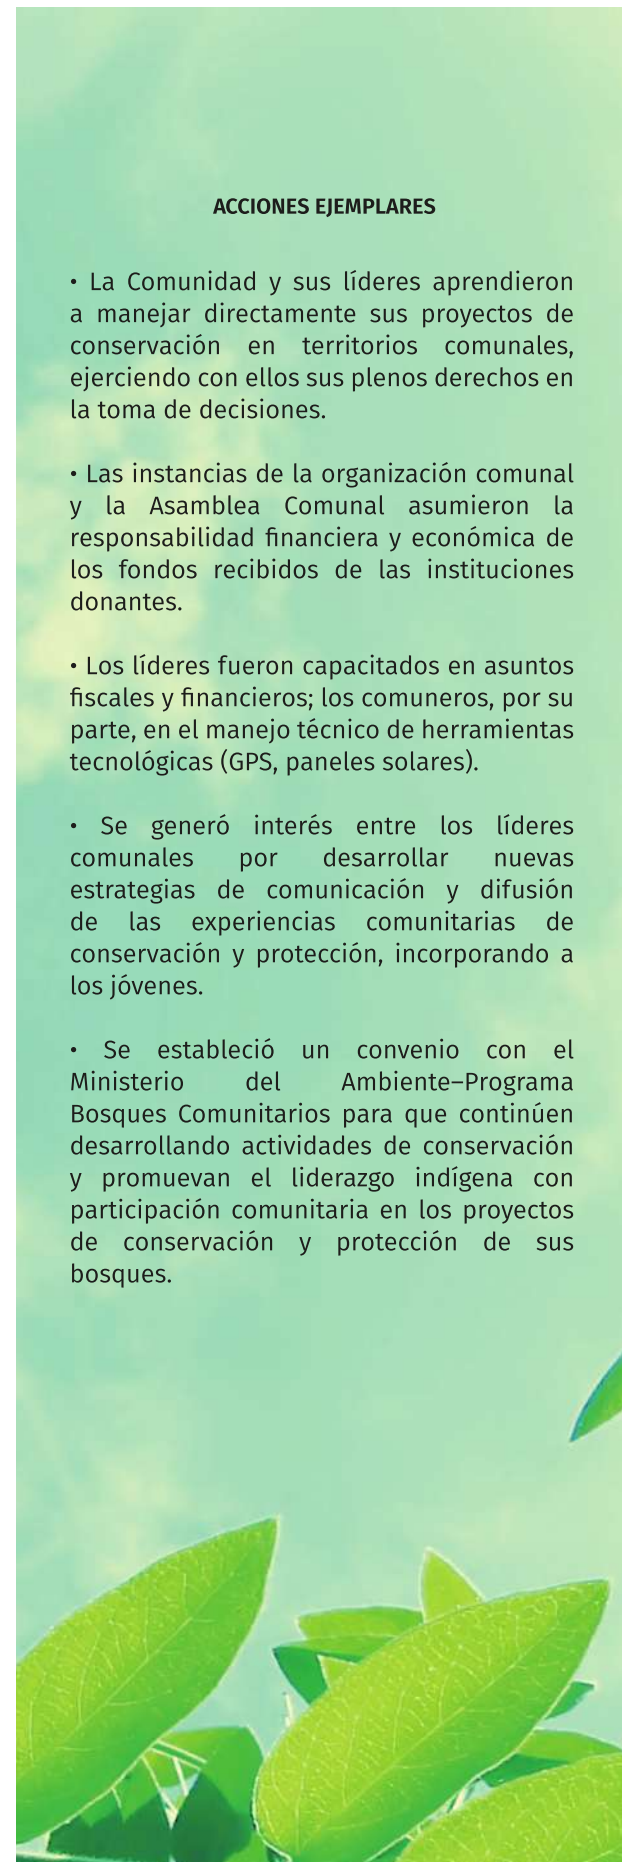 ACCIONES EJEMPLARES
• La Comunidad y sus líderes aprendieron
a manejar directamente sus proyectos de
conservación en territorios comunales,
ejerciendo con ellos sus plenos derechos en
la toma de decisiones.
• Las instancias de la organización comunal
y la Asamblea Comunal asumieron la
responsabilidad financiera y económica de
los fondos recibidos de las instituciones
donantes.
• Los líderes fueron capacitados en asuntos
fiscales y financieros; los comuneros, por su
parte, en el manejo técnico de herramientas
tecnológicas (GPS, paneles solares).
• Se generó interés entre los líderes
comunales por desarrollar nuevas
estrategias de comunicación y difusión
de las experiencias comunitarias de
conservación y protección, incorporando a
los jóvenes.
• Se estableció un convenio con el
Ministerio del Ambiente–Programa
Bosques Comunitarios para que continúen
desarrollando actividades de conservación
y promuevan el liderazgo indígena con
participación comunitaria en los proyectos
de conservación y protección de sus
bosques.